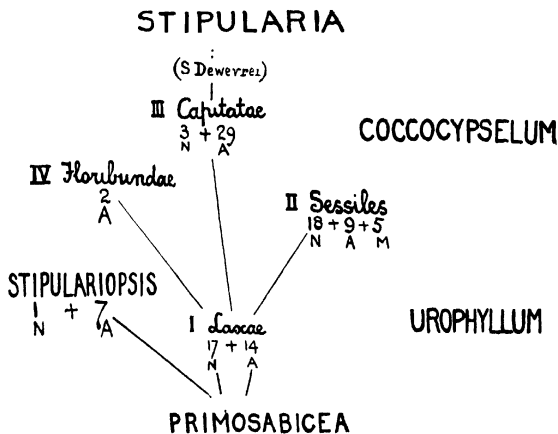 STIPULARIA
(S Dewevrei)
III Capitatae
3 + 29
N A
COCCOCYPSELUM
IV Floribundae
2
A
II Sessiles
18 + 9 + 5
N A M
STIPULARIOPSIS
1 + 7
N A
I Laxae
17 + 14
N A
UROPHYLLUM
PRIMOSABICEA